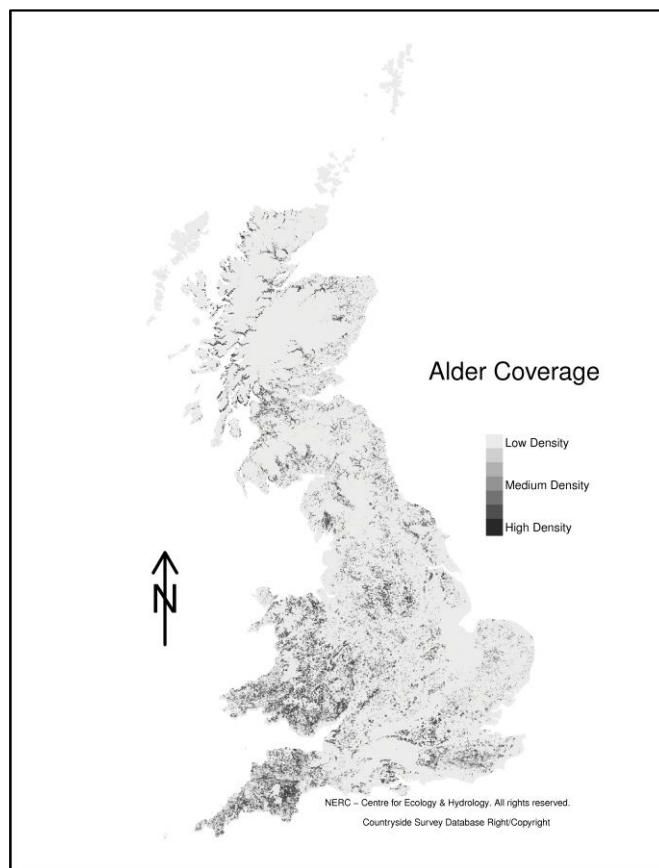 Alder Coverage
Low Density
Medium Density
High Density
N
NERC – Centre for Ecology & Hydrology. All rights reserved.
Countryside Survey Database Right/Copyright